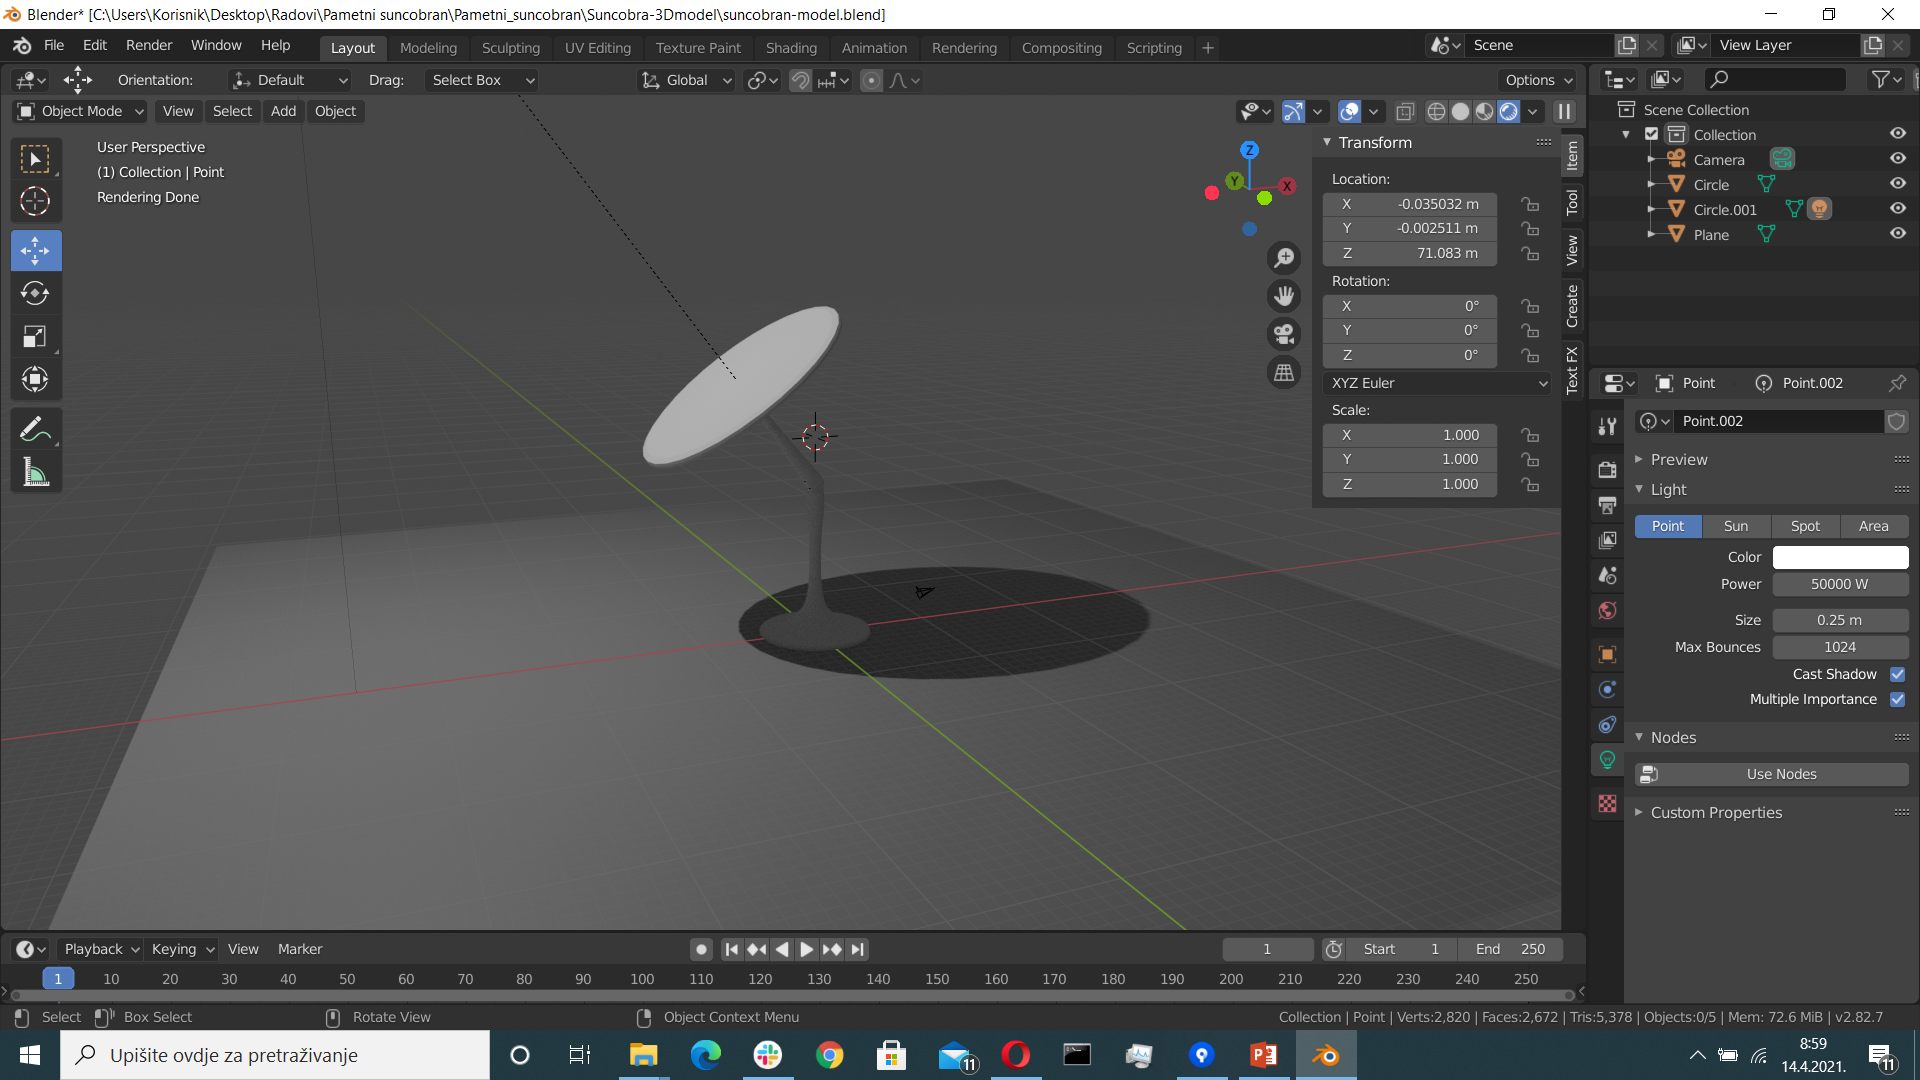 Blender* [C:\Users\Korisnik\Desktop\Radovi\Pametni suncobran\Pametni_suncobran\Suncobra-3Dmodel\suncobran-model.blend]
File Edit Render Window Help Layout Modeling Sculpting UV Editing Texture Paint Shading Animation Rendering Compositing Scripting + Scene View Layer
Orientation: Default Drag: Select Box Global Options
Object Mode View Select Add Object
User Perspective
(1) Collection | Point
Rendering Done
Z
Y
X
Transform
Location:
X -0.035032 m
Y -0.002511 m
Z 71.083 m
Rotation:
X 0°
Y 0°
Z 0°
XYZ Euler
Scale:
X 1.000
Y 1.000
Z 1.000
Item
Tool
View
Create
Text FX
Scene Collection
Collection
Camera
Circle
Circle.001
Plane
Point Point.002
Point.002
Preview
Light
Point Sun Spot Area
Color
Power 50000 W
Size 0.25 m
Max Bounces 1024
Cast Shadow
Multiple Importance
Nodes
Use Nodes
Custom Properties
Playback Keying View Marker 1 Start 1 End 250
1 10 20 30 40 50 60 70 80 90 100 110 120 130 140 150 160 170 180 190 200 210 220 230 240 250
Select Box Select Rotate View Object Context Menu Collection | Point | Verts:2,820 | Faces:2,672 | Tris:5,378 | Objects:0/5 | Mem: 72.6 MiB | v2.82.7
Upišite ovdje za pretraživanje 11 8:59
14.4.2021. 11